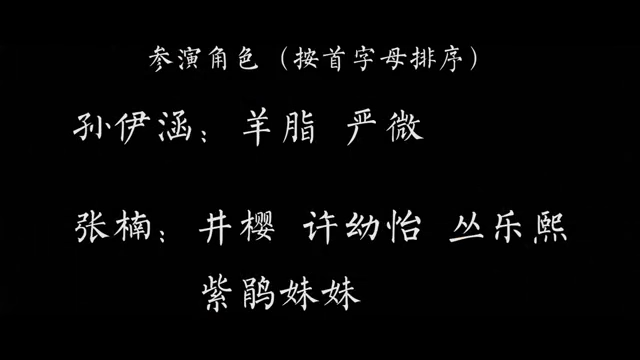 参演角色（按首字母排序）
孙伊涵：羊脂 严微
张楠：井樱 许幼怡 丛乐熙
紫鹃妹妹